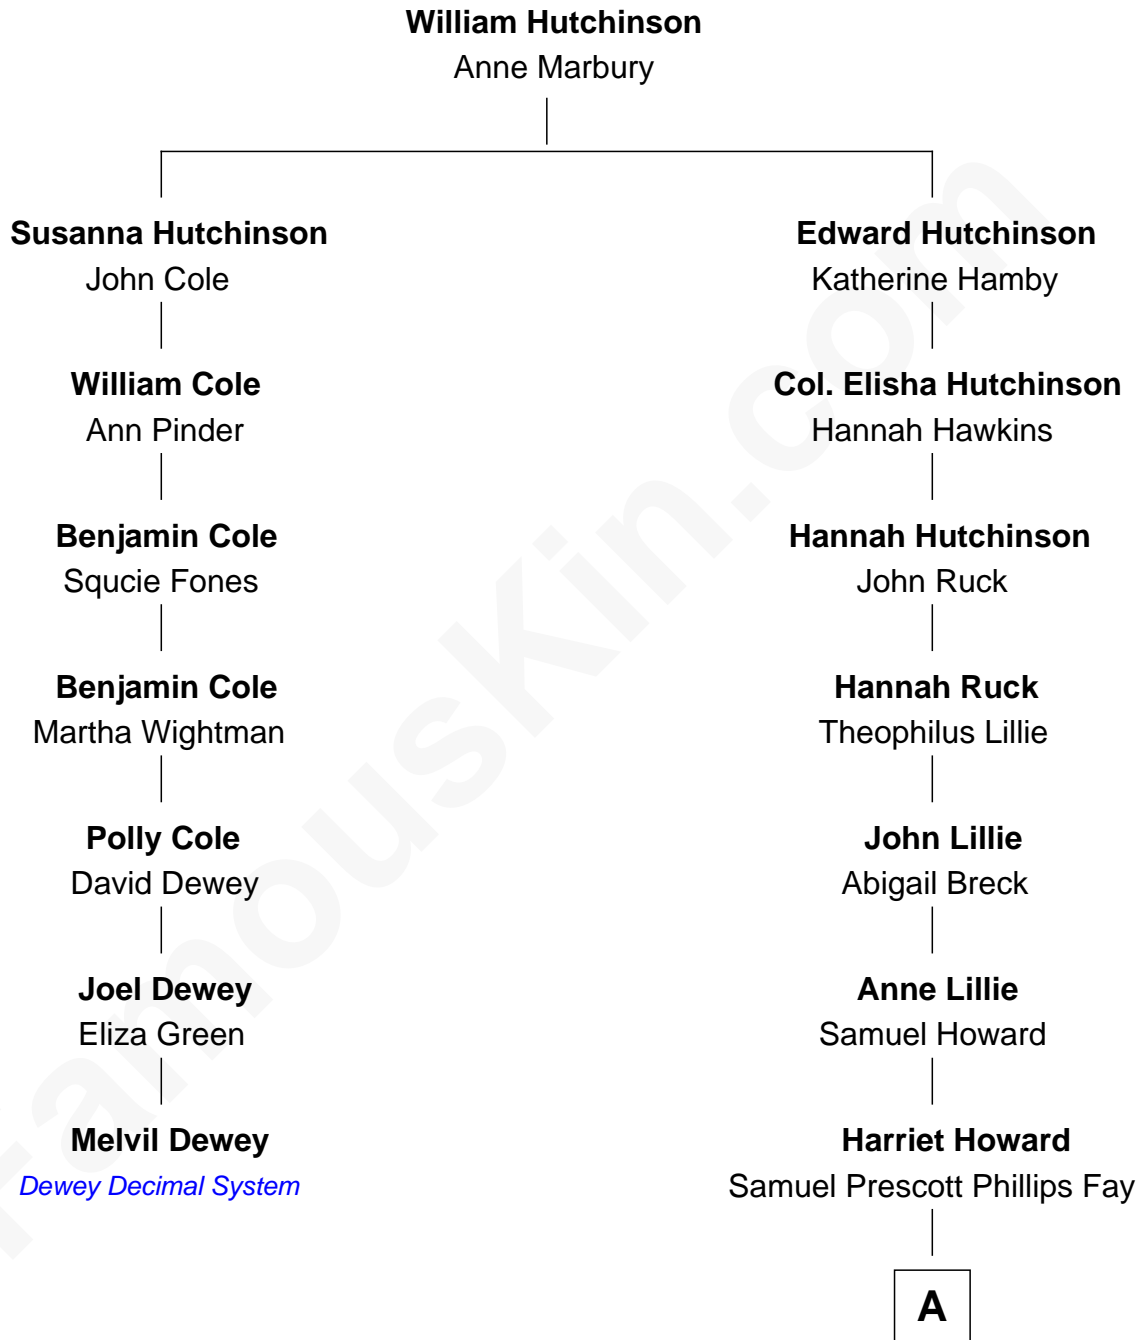 William Hutchinson
Anne Marbury
Susanna Hutchinson
John Cole
Edward Hutchinson
Katherine Hamby
William Cole
Ann Pinder
Col. Elisha Hutchinson
Hannah Hawkins
Benjamin Cole
Squcie Fones
Hannah Hutchinson
John Ruck
Benjamin Cole
Martha Wightman
Hannah Ruck
Theophilus Lillie
Polly Cole
David Dewey
John Lillie
Abigail Breck
Joel Dewey
Eliza Green
Anne Lillie
Samuel Howard
Melvil Dewey
Dewey Decimal System
Harriet Howard
Samuel Prescott Phillips Fay
A
FamousKin.com